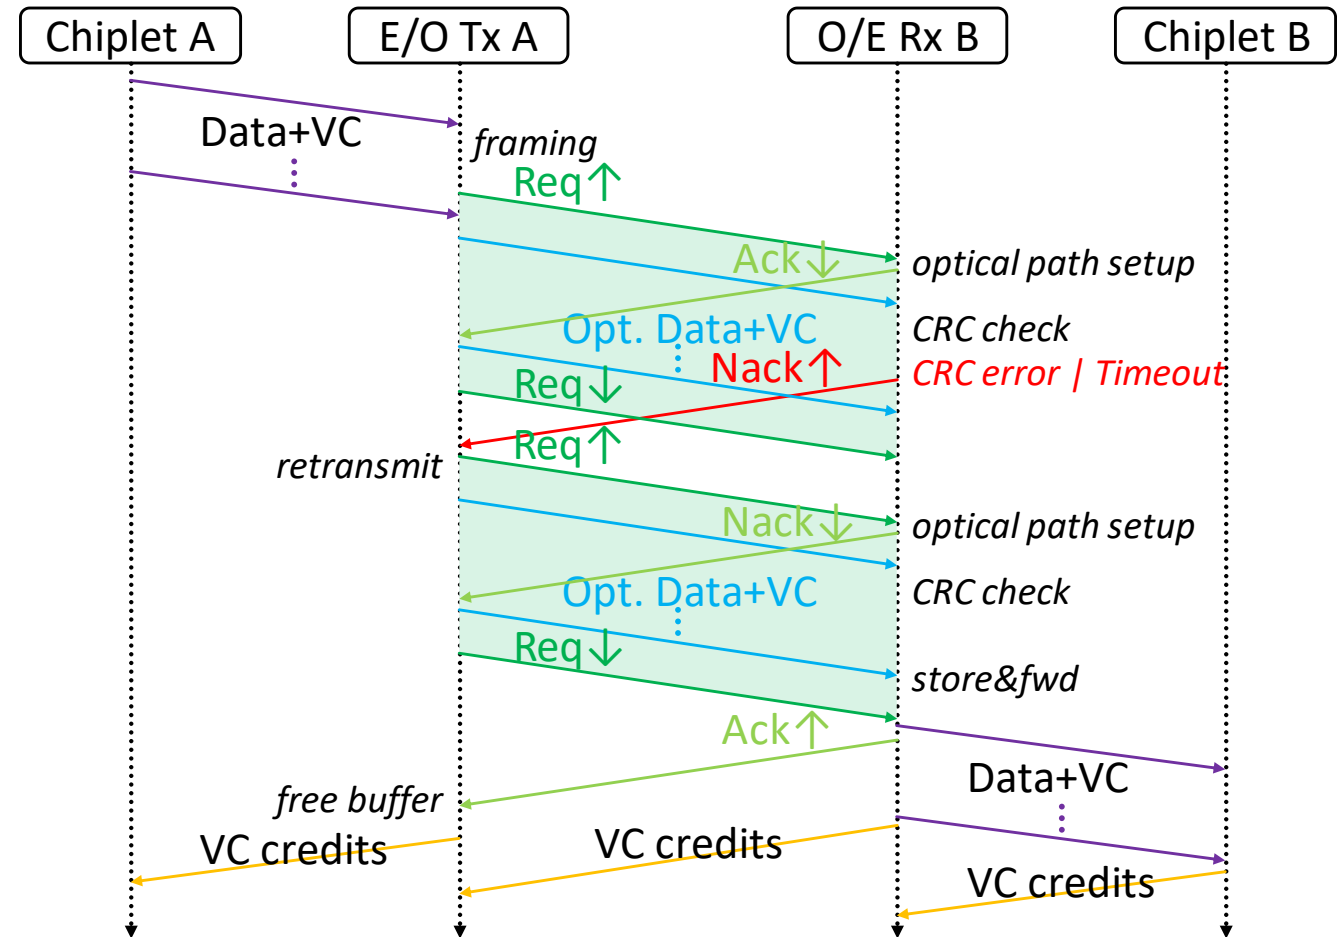 Chiplet A
E/O Tx A
O/E Rx B
Chiplet B
Data+VC
framing
Req↑
Ack↓
optical path setup
Opt. Data+VC
CRC check
Nack↑
CRC error | Timeout
Req↓
Req↑
retransmit
Nack↓
optical path setup
Opt. Data+VC
CRC check
Req↓
store&fwd
Ack↑
Data+VC
free buffer
VC credits
VC credits
VC credits